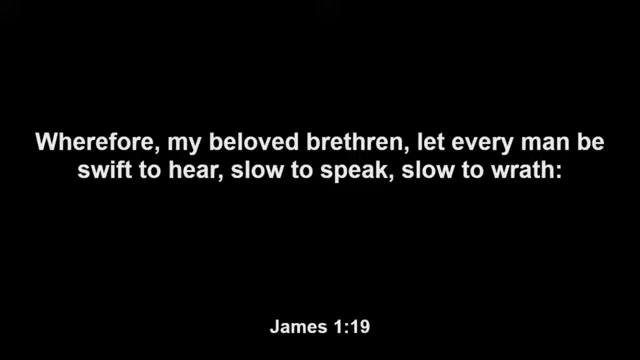 Wherefore, my beloved brethren, let every man be
swift to hear, slow to speak, slow to wrath:
James 1:19